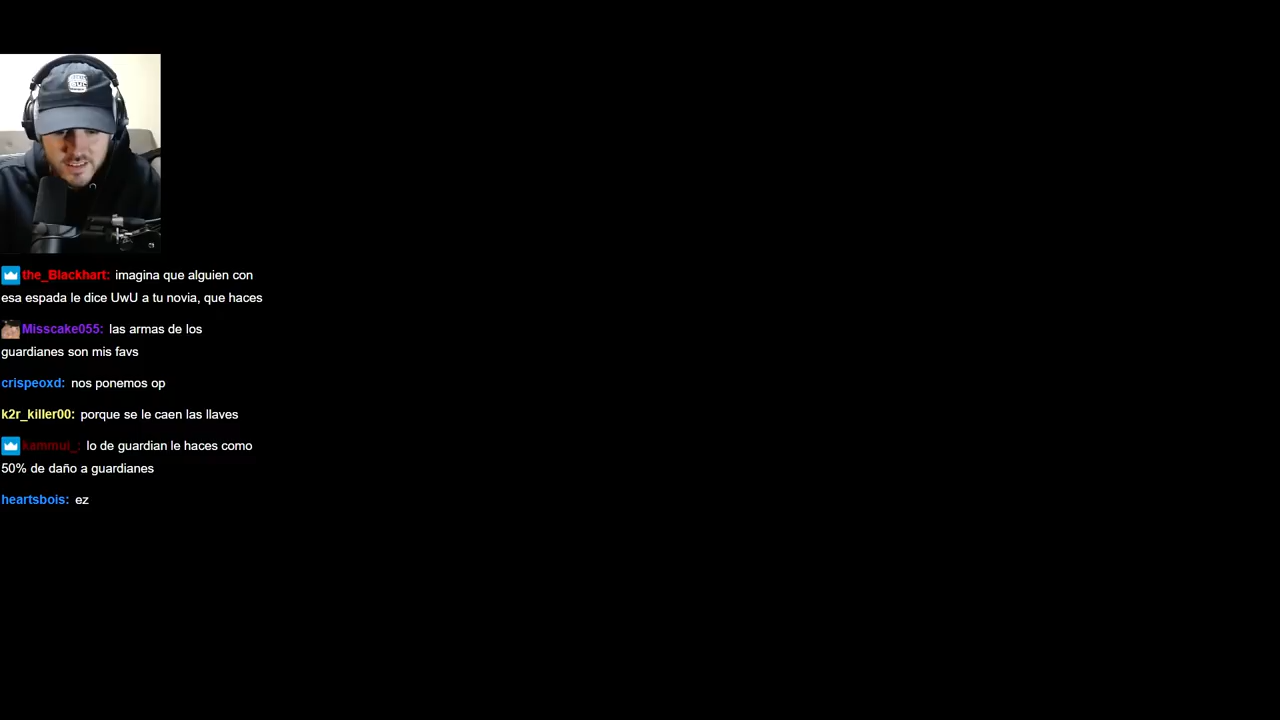 the_Blackhart: imagina que alguien con
esa espada le dice UwU a tu novia, que haces
Misscake055: las armas de los
guardianes son mis favs
crispeoxd: nos ponemos op
k2r_killer00: porque se le caen las llaves
kammui_: lo de guardian le haces como
50% de daño a guardianes
heartsbois: ez